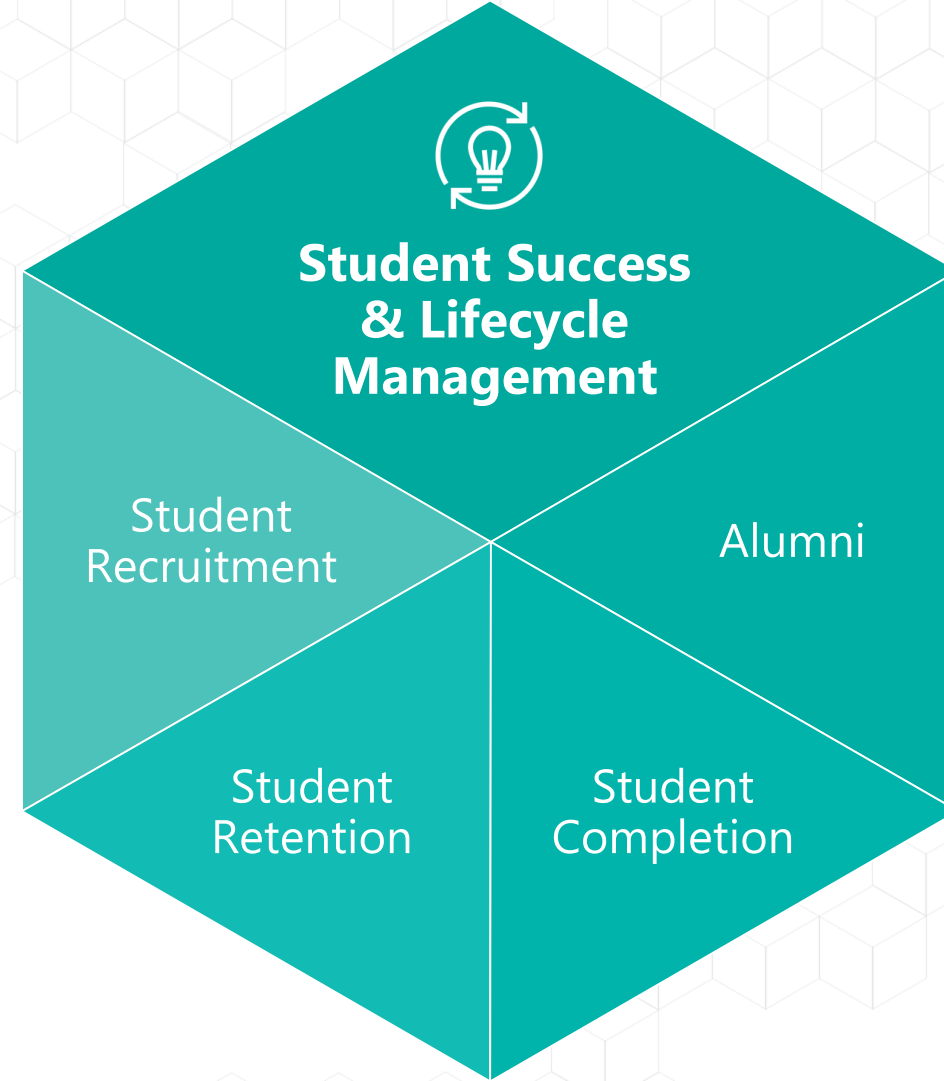 Student Success
& Lifecycle
Management
Student
Recruitment
Alumni
Student
Retention
Student
Completion